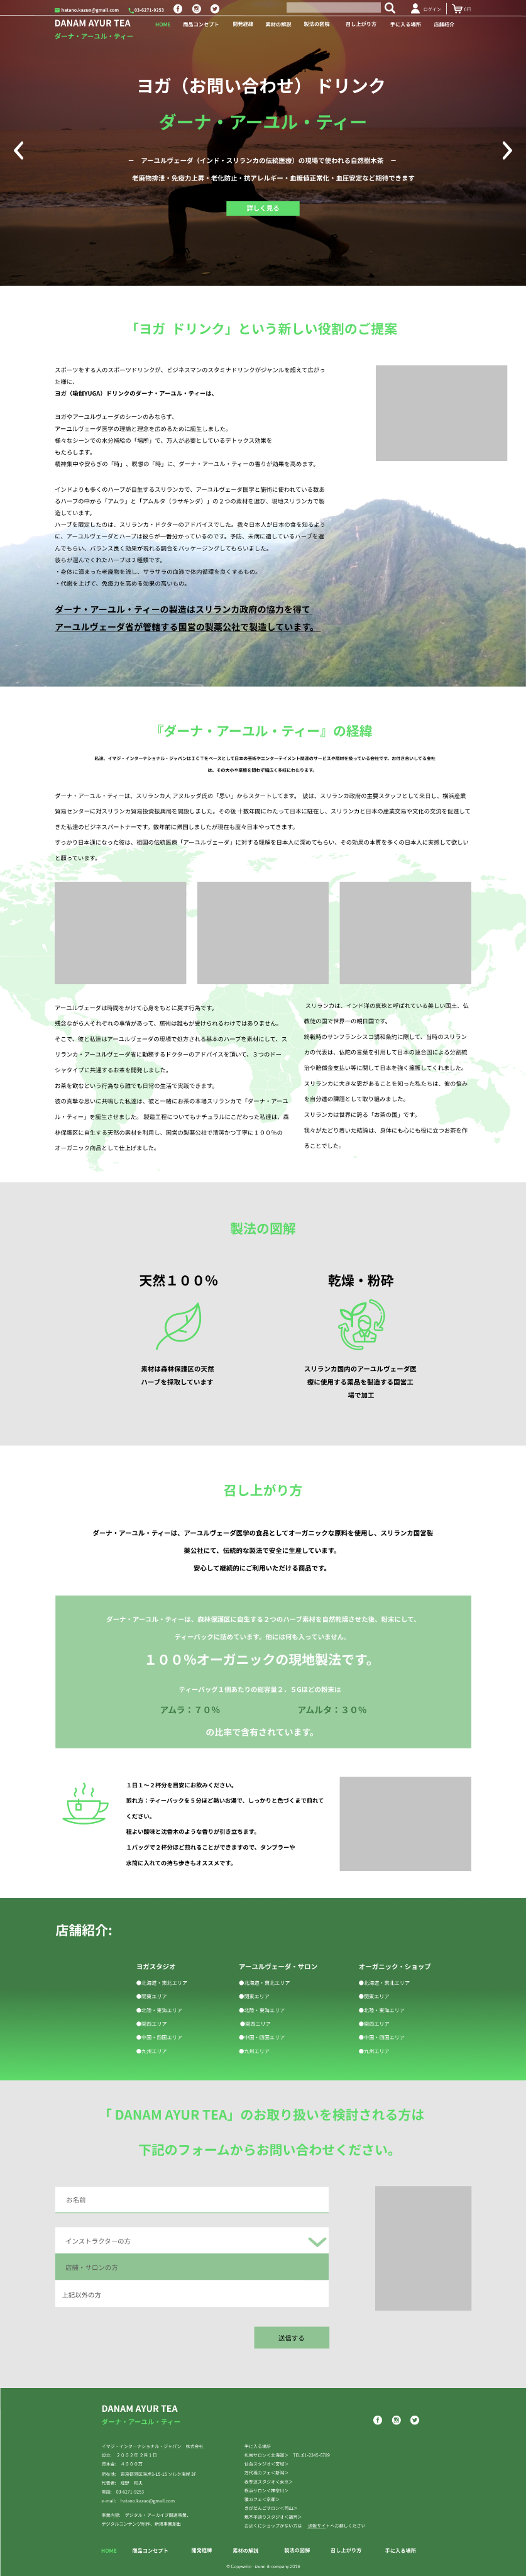 hatano.kazue@gmail.com 03-6271-9253
ログイン
DANAM AYUR TEA
ダーナ・アーユル・ティー
HOME 商品コンセプト 開発経緯 素材の解説 製法の図解 召し上がり方 手に入る場所 店鋪紹介
ヨガ（お問い合わせ） ドリンク
ダーナ・アーユル・ティー
ー アーユルヴェーダ（インド・スリランカの伝統医療）の現場で使われる自然樹木茶 ー
老廃物排泄・免疫力上昇・老化防止・抗アレルギー・血糖値正常化・血圧安定など期待できます
詳しく見る
「ヨガ ドリンク」という新しい役割のご提案
スポーツをする人のスポーツドリンクが、ビジネスマンのスタミナドリンクがジャンルを超えて広がっ
た様に、
ヨガ（瑜伽YUGA）ドリンクのダーナ・アーユル・ティーは、
ヨガやアーユルヴェーダのシーンのみならず、
アーユルヴェーダ医学の理論と理念を広めるために誕生しました。
様々なシーンでの水分補給の「場所」で、万人が必要としているデトックス効果を
もたらします。
精神集中や安らぎの「時」、瞑想の「時」に、ダーナ・アーユル・ティーの香りが効果を高めます。
インドよりも多くのハーブが自生するスリランカで、アーユルヴェーダ医学と施術に使われている数あ
るハーブの中から「アムラ」と「アムルタ（ラサキンダ）」の２つの素材を選び、現地スリランカで製
造しています。
ハーブを限定したのは、スリランカ・ドクターのアドバイスでした。我々日本人が日本の食を知るよう
に、アーユルヴェーダとハーブは彼らが一番分かっているのです。予防、未病に適しているハーブを選
んでもらい、バランス良く効果が現れる調合をパッケージングしてもらいました。
彼らが選んでくれたハーブは２種類です。
・身体に溜まった老廃物を流し、サラサラの血液で体内循環を良くするもの。
・代謝を上げて、免疫力を高める効果の高いもの。
ダーナ・アーユル・ティーの製造はスリランカ政府の協力を得て
アーユルヴェーダ省が管轄する国営の製薬公社で製造しています。
『ダーナ・アーユル・ティー』の経緯
私達、イマジ・インターナショナル・ジャパンはＩＣＴをベースとして日本の芸術やエンターテイメント関連のサービスや商材を扱っている会社です、お付き合いしてる会社
は、その大小や業種を問わず幅広く多岐にわたります。
ダーナ・アーユル・ティーは、スリランカ人 アヌルッダ氏の「思い」からスタートしてます。 彼は、スリランカ政府の主要スタッフとして来日し、横浜産業
貿易センターに対スリランカ貿易投資振興局を開設しました。その後 十数年間にわたって日本に駐在し、スリランカと日本の産業交易や文化の交流を促進して
きた私達のビジネスパートナーです。数年前に帰国しましたが現在も度々日本やってきます。
すっかり日本通になった彼は、祖国の伝統医療「アーユルヴェーダ」に対する理解を日本人に深めてもらい、その効果の本質を多くの日本人に実感して欲しい
と願っています。
アーユルヴェーダは時間をかけて心身をもとに戻す行為です。
残念ながら人それぞれの事情があって、施術は誰もが受けられるわけではありません。
そこで、彼と私達はアーユルヴェーダの現場で処方される基本のハーブを素材にして、ス
リランカ・アーユルヴェーダ省に勤務するドクターのアドバイスを頂いて、３つのドー
シャタイプに共通するお茶を開発しました。
お茶を飲むという行為なら誰でも日常の生活で実践できます。
彼の真摯な想いに共鳴した私達は、彼と一緒にお茶の本場スリランカで「ダーナ・アーユ
ル・ティー」を誕生させました。 製造工程についてもナチュラルにこだわった私達は、森
林保護区に自生する天然の素材を利用し、国営の製薬公社で清潔かつ丁寧に１００％の
オーガニック商品として仕上げました。
スリランカは、インド洋の真珠と呼ばれている美しい国土、仏
教徒の国で世界一の親日国です。
終戦時のサンフランシスコ講和条約に際して、当時のスリラン
カの代表は、仏陀の言葉を引用して日本の連合国による分割統
治や賠償金支払い等に関して日本を強く擁護してくれました。
スリランカに大きな恩があることを知った私たちは、彼の悩み
を自分達の課題として取り組みました。
スリランカは世界に誇る「お茶の国」です。
我々がたどり着いた結論は、身体にも心にも役に立つお茶を作
ることでした。
製法の図解
天然１００％ 乾燥・粉砕
素材は森林保護区の天然
ハーブを採取しています
スリランカ国内のアーユルヴェーダ医
療に使用する薬品を製造する国営工
場で加工
召し上がり方
ダーナ・アーユル・ティーは、アーユルヴェーダ医学の食品としてオーガニックな原料を使用し、スリランカ国営製
薬公社にて、伝統的な製法で安全に生産しています。
安心して継続的にご利用いただける商品です。
ダーナ・アーユル・ティーは、森林保護区に自生する２つのハーブ素材を自然乾燥させた後、粉末にして、
ティーバックに詰めています。他には何も入っていません。
１００％オーガニックの現地製法です。
ティーバッグ１個あたりの総容量２．５Gほどの粉末は
アムラ：７０％ アムルタ：３０％
の比率で含有されています。
１日１〜２杯分を目安にお飲みください。
煎れ方：ティーバックを５分ほど熱いお湯で、しっかりと色づくまで煎れて
ください。
程よい酸味と沈香木のような香りが引き立ちます。
１バッグで２杯分ほど煎れることができますので、タンブラーや
水筒に入れての持ち歩きもオススメです。
店舗紹介:
ヨガスタジオ アーユルヴェーダ・サロン オーガニック・ショップ
●北海道・東北エリア ●北海道・東北エリア ●北海道・東北エリア
●関東エリア ●関東エリア ●関東エリア
●北陸・東海エリア ●北陸・東海エリア ●北陸・東海エリア
●関西エリア ●関西エリア ●関西エリア
●中国・四国エリア ●中国・四国エリア ●中国・四国エリア
●九州エリア ●九州エリア ●九州エリア
「 DANAM AYUR TEA」のお取り扱いを検討される方は
下記のフォームからお問い合わせください。
お名前
インストラクターの方
店舗・サロンの方
上記以外の方
送信する
DANAM AYUR TEA
ダーナ・アーユル・ティー
イマジ・インターナショナル・ジャパン 株式会社
設立: ２００２年 ２月１日
資本金: ４０００万
e-mail: hatano.kazue@gmail.com
電話: 03-6271-9253
手に入る場所
HOME 商品コンセプト 開発経緯 素材の解説 製法の図解 召し上がり方 手に入る場所